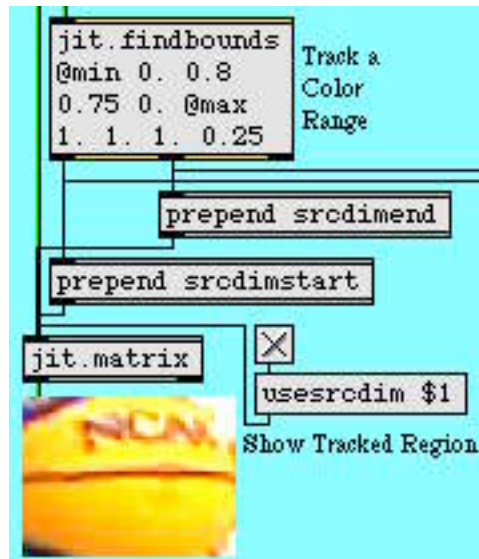 jit.findbounds
@min 0. 0.8
0.75 0. @max
1. 1. 1. 0.25
Track a
Color
Range
prepend srcdimend
prepend srcdimstart
jit.matrix
usesrcdim $1
Show Tracked Region